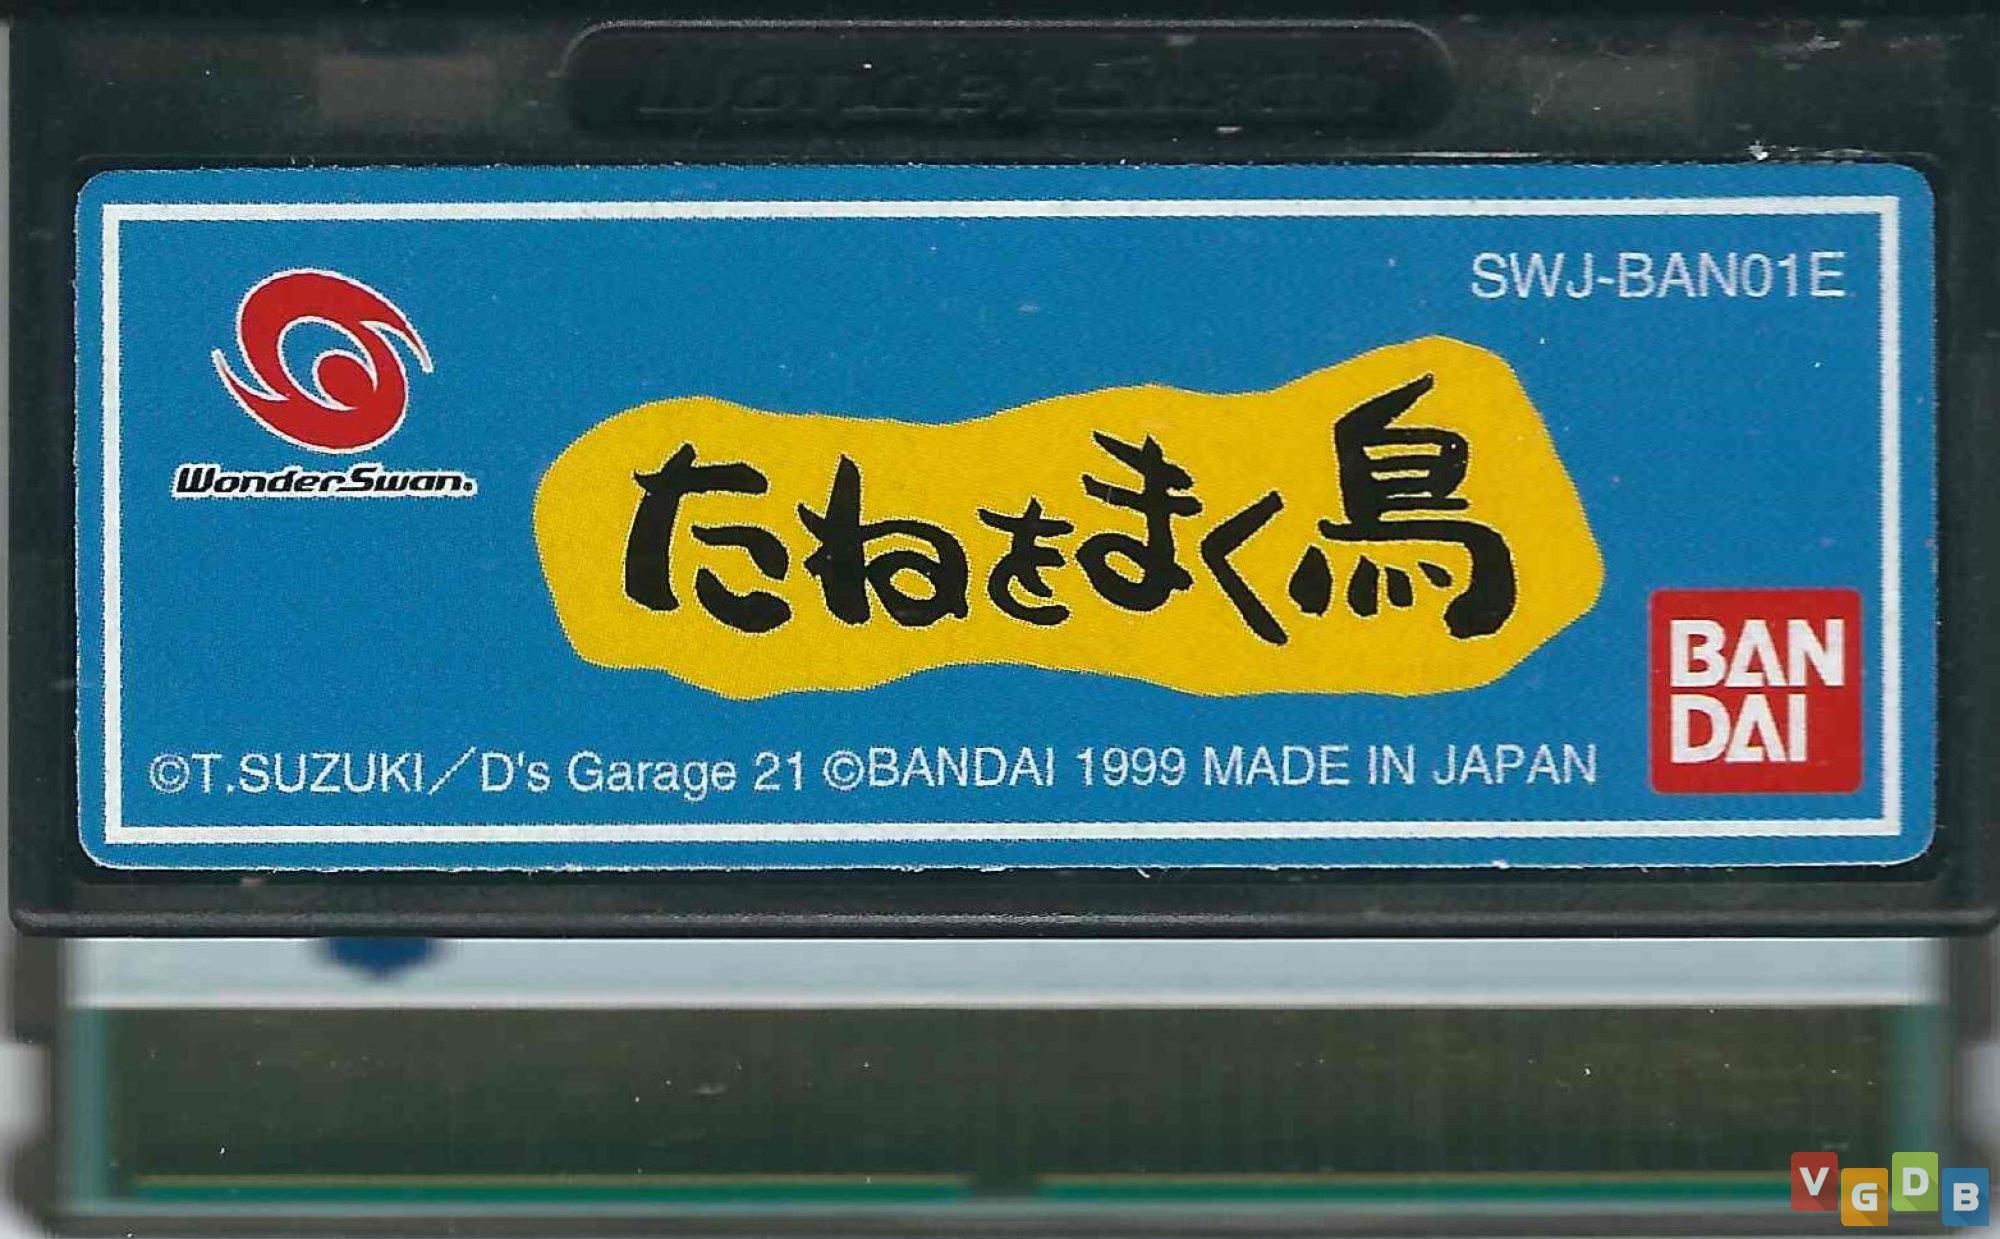 WonderSwan
SWJ-BAN01E
WonderSwan.
たねをまく鳥
BAN
DAI
©T.SUZUKI／D's Garage 21 ©BANDAI 1999 MADE IN JAPAN
VGDB